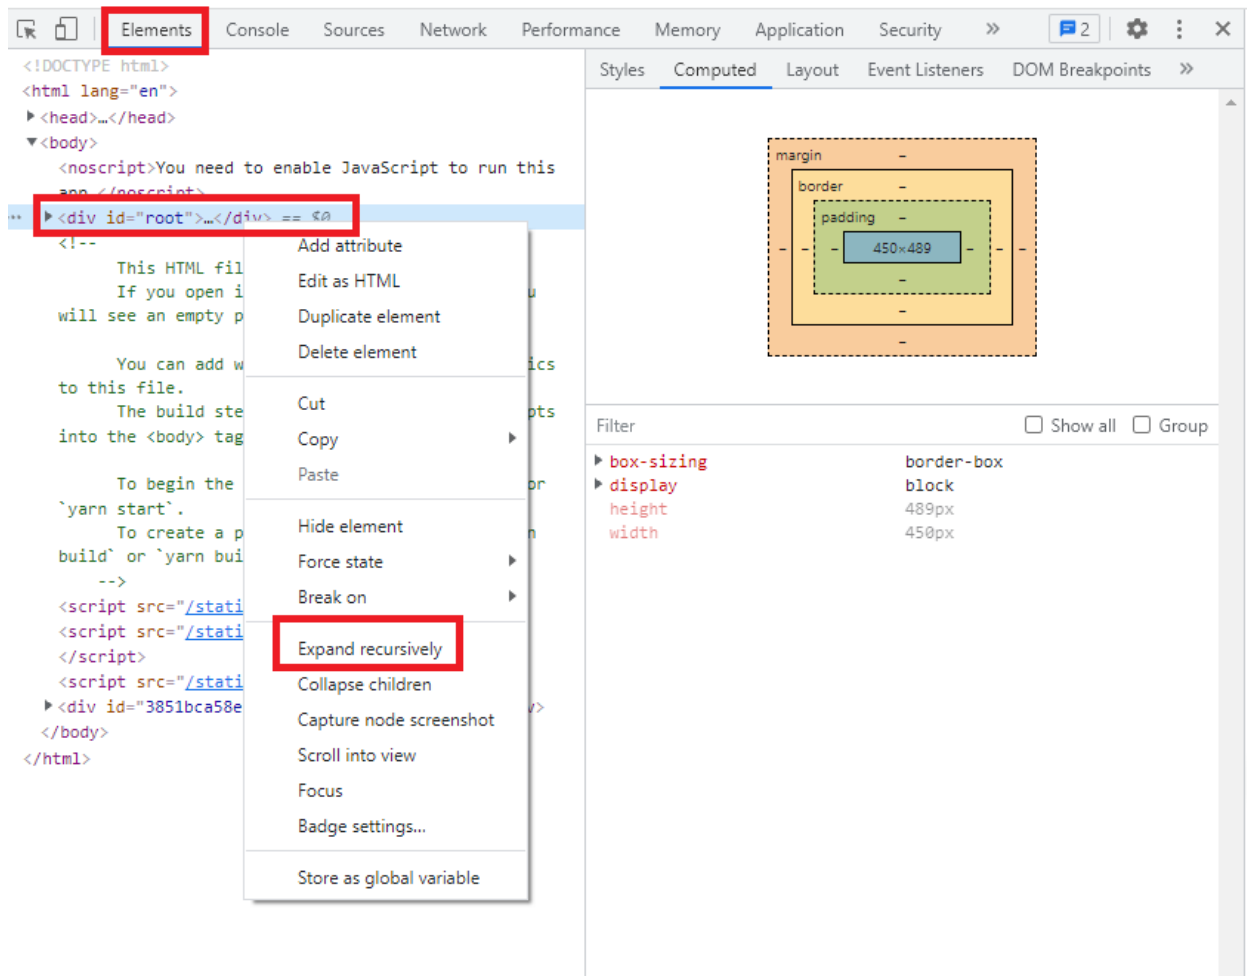 Elements Console Sources Network Performance Memory Application Security » 2
<!DOCTYPE html>
<html lang="en">
<head>…</head>
<body>
<noscript>You need to enable JavaScript to run this
app.</noscript>
<div id="root">…</div> == $0
<!--
This HTML fil
If you open i
u
will see an empty p
You can add w
ics
to this file.
The build ste
pts
into the <body> tag
To begin the
or
`yarn start`.
To create a p
n
build` or `yarn bui
-->
<script src="/stati
<script src="/stati
</script>
<script src="/stati
<div id="3851bca58e
v>
</body>
</html>
Add attribute
Edit as HTML
Duplicate element
Delete element
Cut
Copy
Paste
Hide element
Force state
Break on
Expand recursively
Collapse children
Capture node screenshot
Scroll into view
Focus
Badge settings...
Store as global variable
Styles Computed Layout Event Listeners DOM Breakpoints »
margin –
border –
padding –
– – – 450×489 – – –
–
–
–
Filter Show all Group
box-sizing border-box
display block
height 489px
width 450px